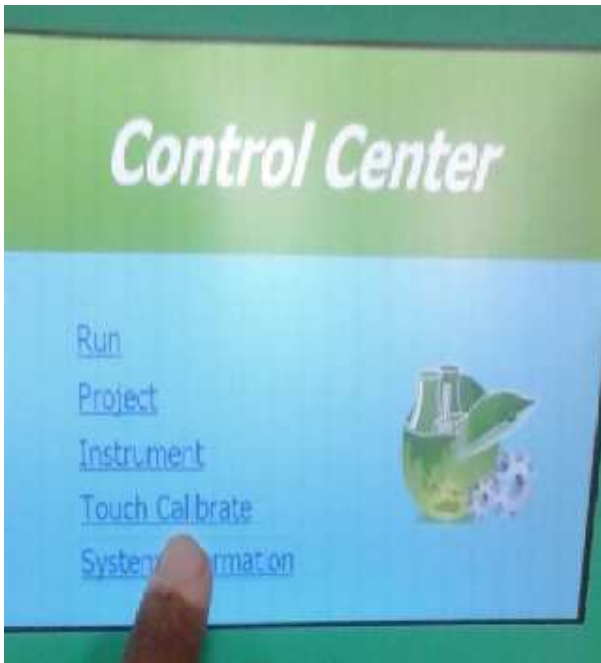 Control Center
Run
Project
Instrument
Touch Calibrate
System